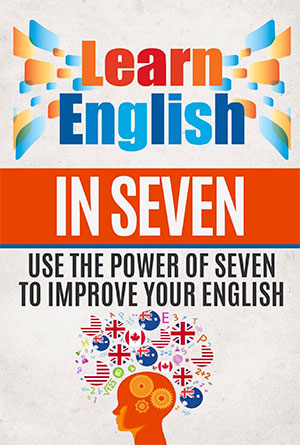 Learn
English
IN SEVEN
USE THE POWER OF SEVEN
TO IMPROVE YOUR ENGLISH